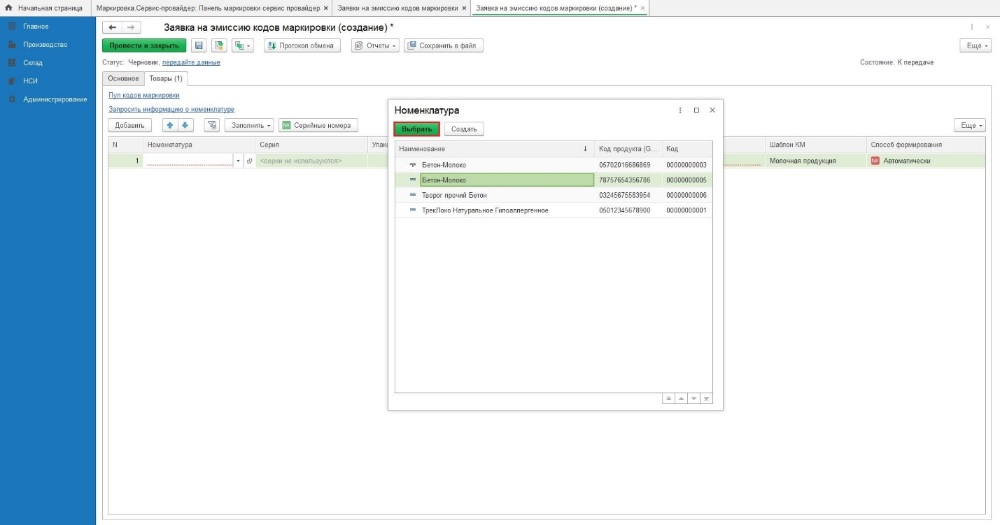 Начальная страница
Маркировка.Сервис-провайдер: Панель маркировки сервис провайдер ×
Заявки на эмиссию кодов маркировки ×
Заявка на эмиссию кодов маркировки (создание) * ×
Главное
Производство
Склад
НСИ
Администрирование
Заявка на эмиссию кодов маркировки (создание) *
Провести и закрыть
Протокол обмена
Отчеты
Сохранить в файл
Еще
Статус: Черновик, передайте данные
Состояние: К передаче
Основное
Товары (1)
Пул кодов маркировки
Запросить информацию о номенклатуре
Добавить
Заполнить
№ Серийные номера
Еще
N Номенклатура Серия Упак Шаблон КМ Способ формирования
1 <серии не используются> Молочная продукция № Автоматически
Номенклатура
Выбрать
Создать
Наименование ↓ Код продукта (G... Код
Бетон-Молоко 05702016686869 00000000003
Бетон-Молоко 78757654356786 00000000005
Творог прочий Бетон 03245675583954 00000000006
ТрекЛоко Натуральное Гипоаллергенное 05012345678900 00000000001